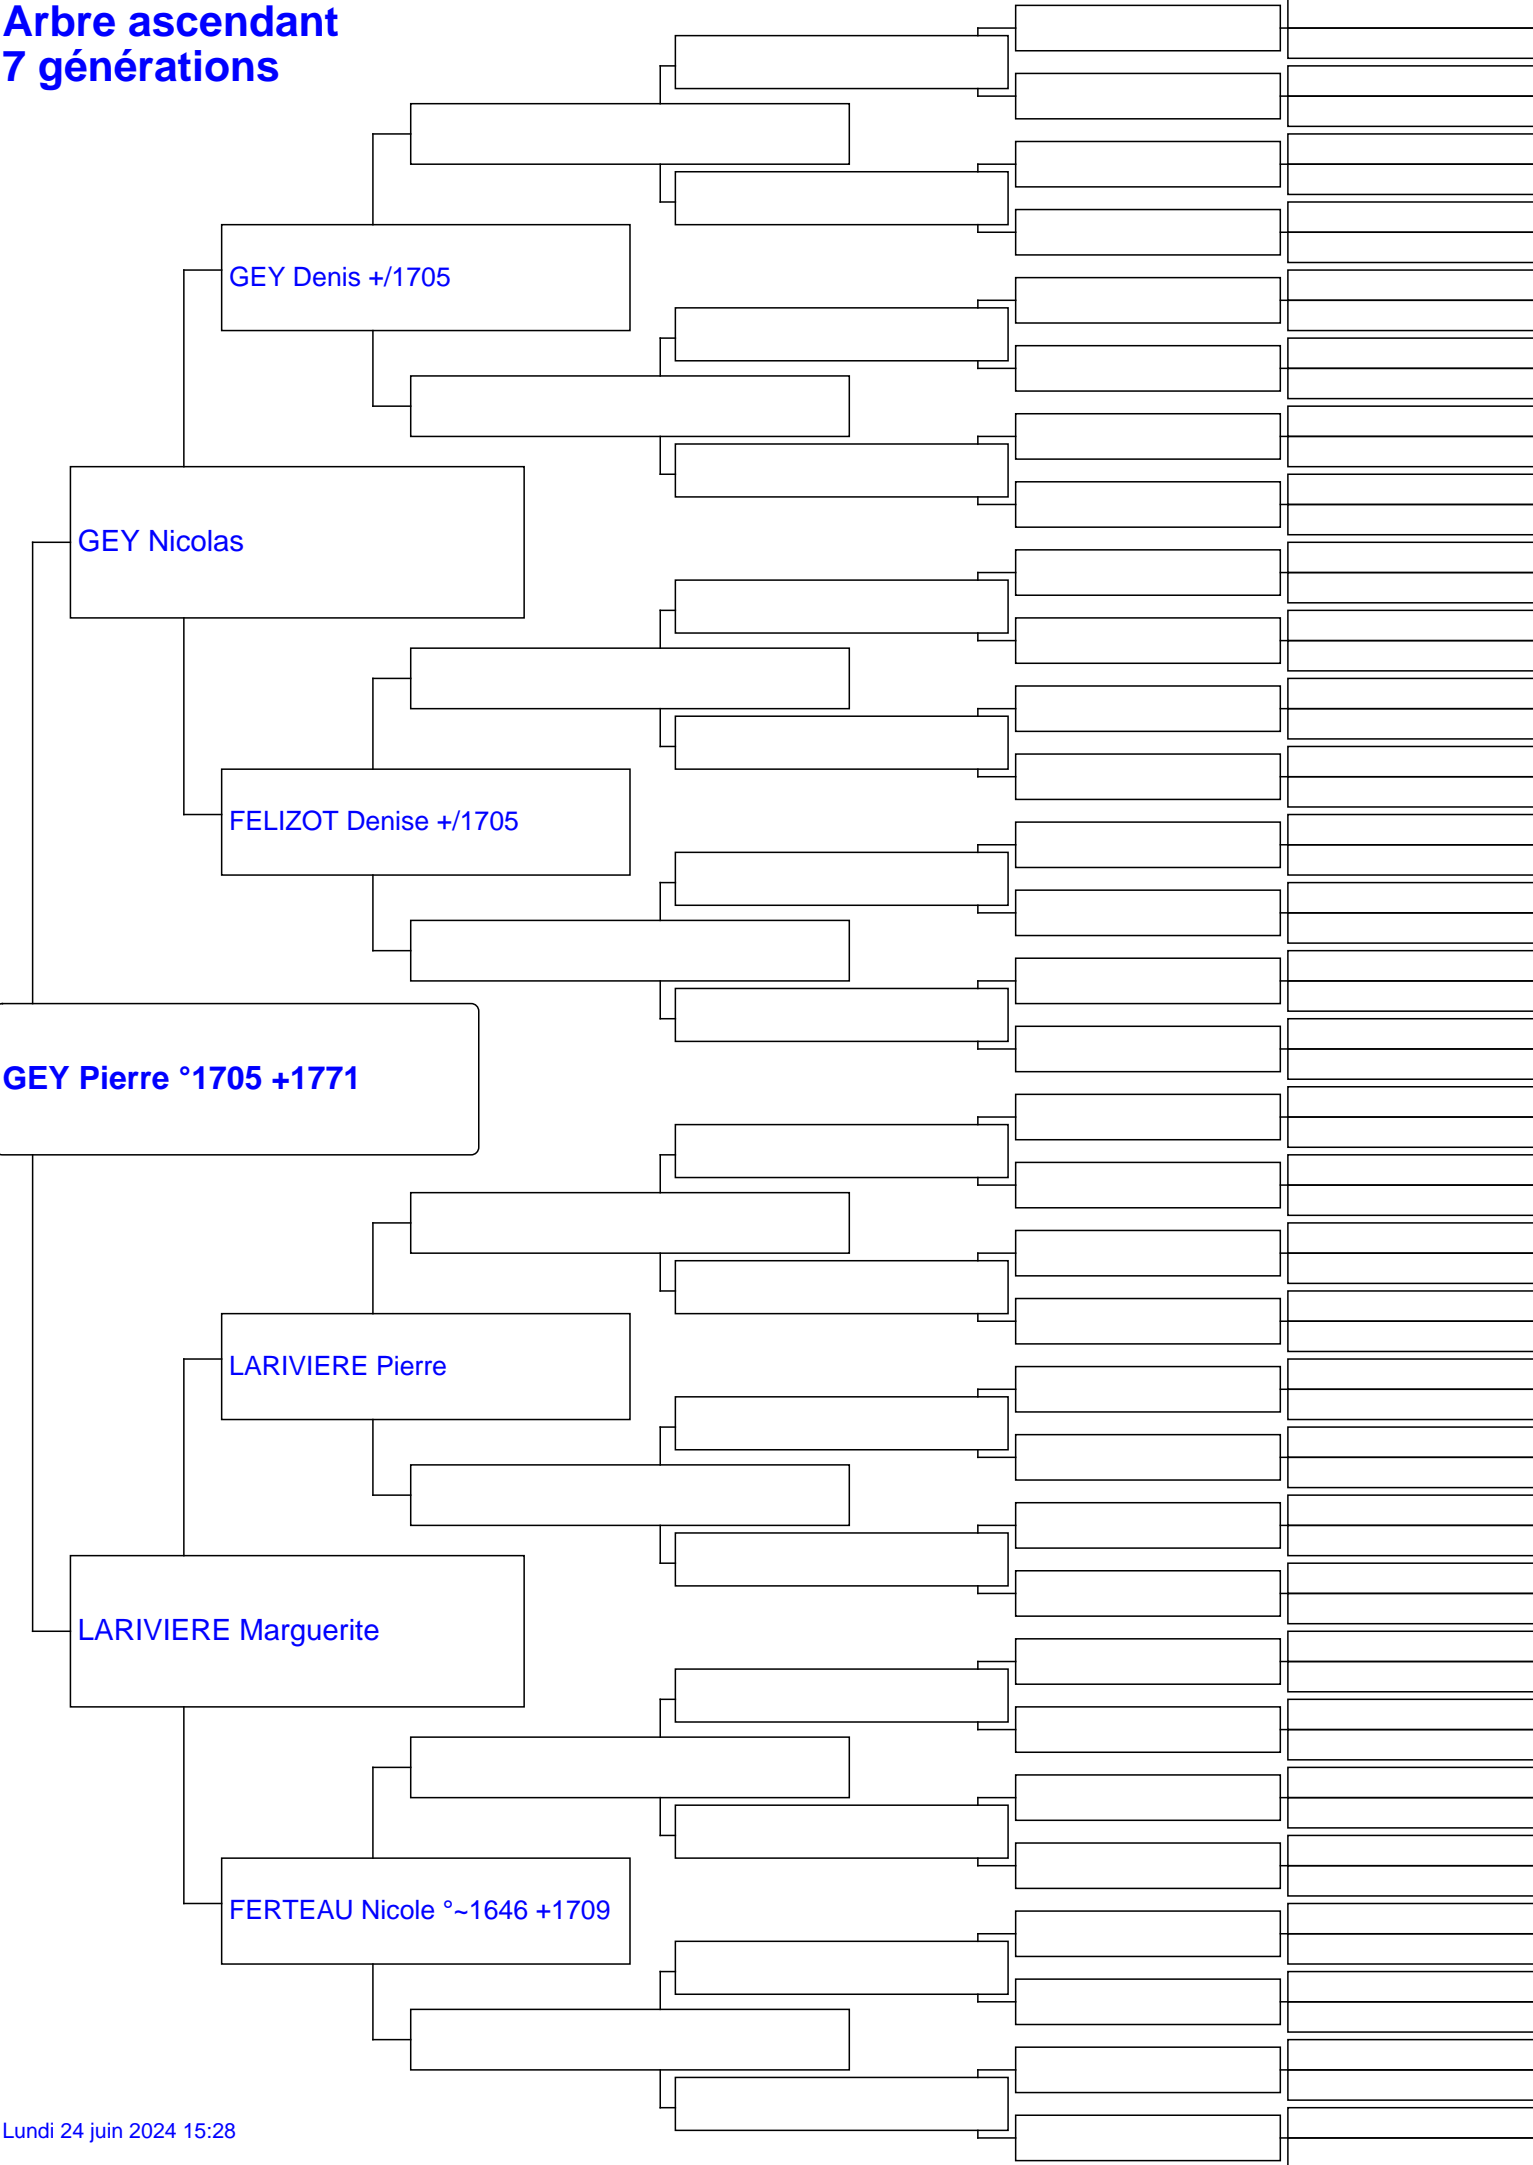 Arbre ascendant
7 générations
GEY Denis +/1705
GEY Nicolas
FELIZOT Denise +/1705
GEY Pierre °1705 +1771
LARIVIERE Pierre
LARIVIERE Marguerite
FERTEAU Nicole °~1646 +1709
Lundi 24 juin 2024 15:28